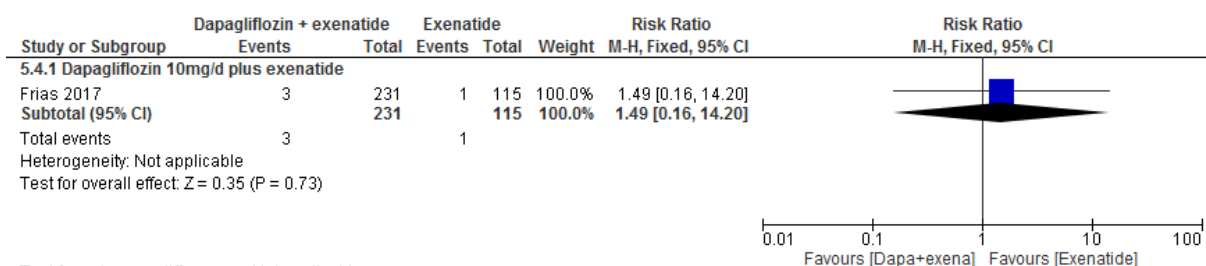 Dapagliflozin + exenatide Exenatide Risk Ratio Risk Ratio
Study or Subgroup Events Total Events Total Weight M-H, Fixed, 95% CI M-H, Fixed, 95% CI
5.4.1 Dapagliflozin 10mg/d plus exenatide
Frias 2017 3 231 1 115 100.0% 1.49 [0.16, 14.20]
Subtotal (95% CI) 231 115 100.0% 1.49 [0.16, 14.20]
Total events 3 1
Heterogeneity: Not applicable
Test for overall effect: Z = 0.35 (P = 0.73)
0.01 0.1 1 10 100
Favours [Dapa+exena] Favours [Exenatide]